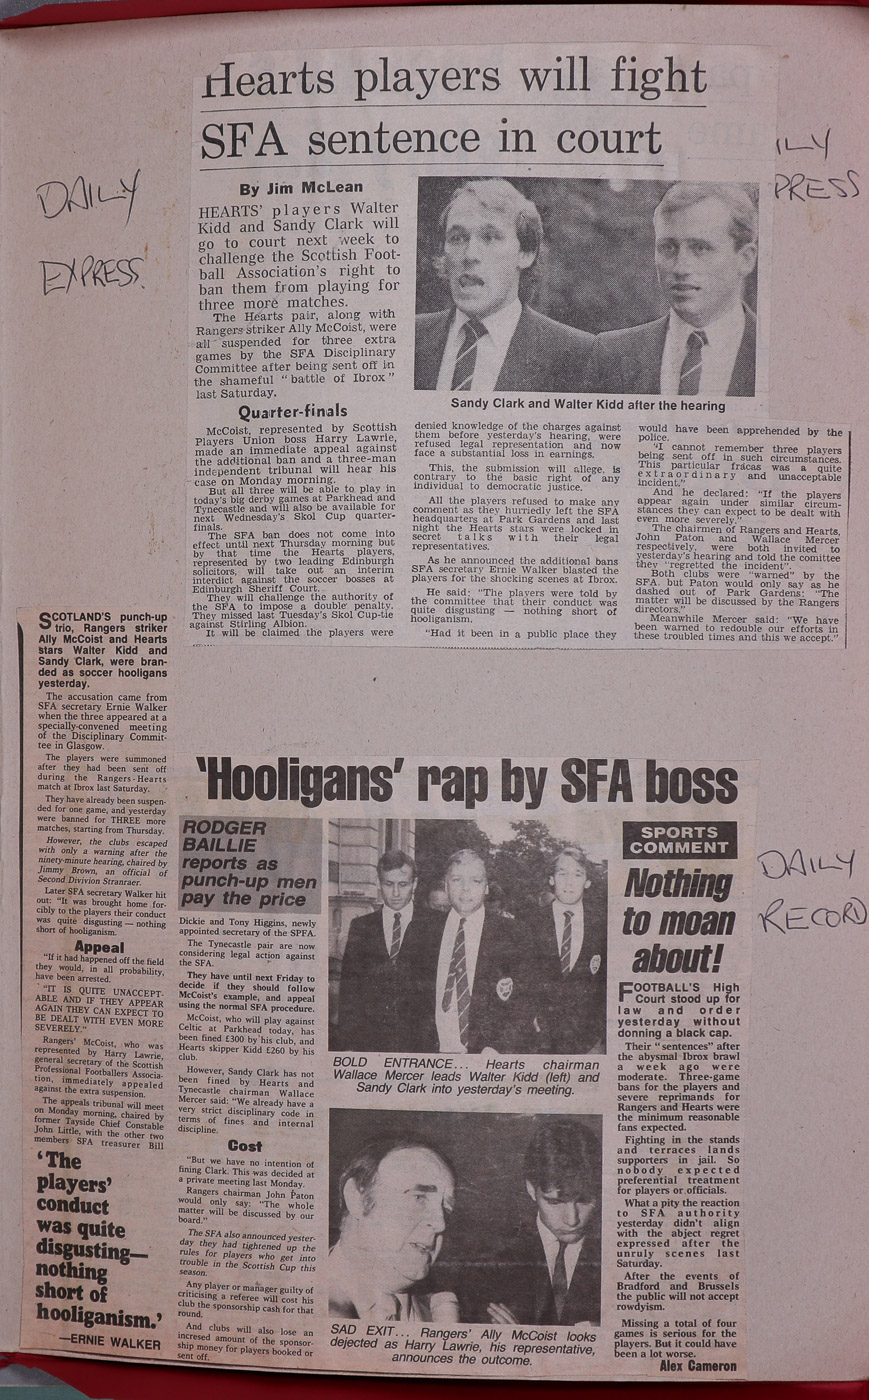 Hearts players will fight
SFA sentence in court
DAILY
EXPRESS.
ILY
PRESS
By Jim McLean
HEARTS' players Walter
Kidd and Sandy Clark will
go to court next week to
challenge the Scottish Foot-
ball Association's right to
ban them from playing for
three more matches.
The Hearts pair, along with
Rangers striker Ally McCoist, were
all suspended for three extra
games by the SFA Disciplinary
Committee after being sent off in
the shameful "battle of Ibrox"
last Saturday.
Quarter-finals
McCoist, represented by Scottish
Players Union boss Harry Lawrie,
made an immediate appeal against
the additional ban and a three-man
independent tribunal will hear his
case on Monday morning.
But all three will be able to play in
today's big derby games at Parkhead and
Tynecastle and will also be available for
next Wednesday's Skol Cup quarter-
finals.
The SFA ban does not come into
effect until next Thursday morning but
by that time the Hearts players,
represented by two leading Edinburgh
solicitors, will take out an interim
interdict against the soccer bosses at
Edinburgh Sheriff Court.
They will challenge the authority of
the SFA to impose a double penalty.
They missed last Tuesday's Skol Cup-tie
against Stirling Albion.
It will be claimed the players were
Sandy Clark and Walter Kidd after the hearing
denied knowledge of the charges against
them before yesterday's hearing, were
refused legal representation and now
face a substantial loss in earnings.
This, the submission will allege, is
contrary to the basic right of any
individual to democratic justice.
All the players refused to make any
comment as they hurriedly left the SFA
headquarters at Park Gardens and last
night the Hearts stars were locked in
secret talks with their legal
representatives.
As he announced the additional bans
SFA secretary Ernie Walker blasted the
players for the shocking scenes at Ibrox.
He said: "The players were told by
the committee that their conduct was
quite disgusting — nothing short of
hooliganism.
"Had it been in a public place they
would have been apprehended by the
police.
"I cannot remember three players
being sent off in such circumstances.
This particular fracas was a quite
extraordinary and unacceptable
incident."
And he declared: "If the players
appear again under similar circum-
stances they can expect to be dealt with
even more severely."
The chairmen of Rangers and Hearts,
John Paton and Wallace Mercer
respectively, were both invited to
yesterday's hearing and told the comittee
they "regretted the incident".
Both clubs were "warned" by the
SFA. but Paton would only say as he
dashed out of Park Gardens: "The
matter will be discussed by the Rangers
directors."
Meanwhile Mercer said: "We have
been warned to redouble our efforts in
these troubled times and this we accept."
'Hooligans' rap by SFA boss
SCOTLAND'S punch-up
trio, Rangers striker
Ally McCoist and Hearts
stars Walter Kidd and
Sandy Clark, were bran-
ded as soccer hooligans
yesterday.
The accusation came from
SFA secretary Ernie Walker
when the three appeared at a
specially-convened meeting
of the Disciplinary Commit-
tee in Glasgow.
The players were summoned
after they had been sent off
during the Rangers-Hearts
match at Ibrox last Saturday.
They have already been suspen-
ded for one game, and yesterday
were banned for THREE more
matches, starting from Thursday.
However, the clubs escaped
with only a warning after the
ninety-minute hearing, chaired by
Jimmy Brown, an official of
Second Divivion Stranraer.
Later SFA secretary Walker hit
out: "It was brought home for-
cibly to the players their conduct
was quite disgusting — nothing
short of hooliganism.
Appeal
"If it had happened off the field
they would, in all probability,
have been arrested.
"IT IS QUITE UNACCEPT-
ABLE AND IF THEY APPEAR
AGAIN THEY CAN EXPECT TO
BE DEALT WITH EVEN MORE
SEVERELY."
Rangers' McCoist, who was
represented by Harry Lawrie,
general secretary of the Scottish
Professional Footballers Associa-
tion, immediately appealed
against the extra suspension.
The appeals tribunal will meet
on Monday morning, chaired by
former Tayside Chief Constable
John Little, with the other two
members SFA treasurer Bill
'The
players'
conduct
was quite
disgusting—
nothing
short of
hooliganism.'
—ERNIE WALKER
RODGER
BAILLIE
reports as
punch-up men
pay the price
Dickie and Tony Higgins, newly
appointed secretary of the SPFA.
The Tynecastle pair are now
considering legal action against
the SFA.
They have until next Friday to
decide if they should follow
McCoist's example, and appeal
using the normal SFA procedure.
McCoist, who will play against
Celtic at Parkhead today, has
been fined £300 by his club, and
Hearts skipper Kidd £260 by his
club.
However, Sandy Clark has not
been fined by Hearts and
Tynecastle chairman Wallace
Mercer said: "We already have a
very strict disciplinary code in
terms of fines and internal
discipline.
Cost
"But we have no intention of
fining Clark. This was decided at
a private meeting last Monday.
Rangers chairman John Paton
would only say: "The whole
matter will be discussed by our
board."
The SFA also announced yester-
day they had tightened up the
rules for players who get into
trouble in the Scottish Cup this
season.
Any player or manager guilty of
criticising a referee will cost his
club the sponsorship cash for that
round.
And clubs will also lose an
incresed amount of the sponsor-
ship money for players booked or
sent off.
BOLD ENTRANCE... Hearts chairman
Wallace Mercer leads Walter Kidd (left) and
Sandy Clark into yesterday's meeting.
SAD EXIT... Rangers' Ally McCoist looks
dejected as Harry Lawrie, his representative,
announces the outcome.
SPORTS
COMMENT
Nothing
to moan
about!
FOOTBALL'S High
Court stood up for
law and order
yesterday without
donning a black cap.
Their "sentences" after
the abysmal Ibrox brawl
a week ago were
moderate. Three-game
bans for the players and
severe reprimands for
Rangers and Hearts were
the minimum reasonable
fans expected.
Fighting in the stands
and terraces lands
supporters in jail. So
nobody expected
preferential treatment
for players or officials.
What a pity the reaction
to SFA authority
yesterday didn't align
with the abject regret
expressed after the
unruly scenes last
Saturday.
After the events of
Bradford and Brussels
the public will not accept
rowdyism.
Missing a total of four
games is serious for the
players. But it could have
been a lot worse.
Alex Cameron
DAILY
RECORD